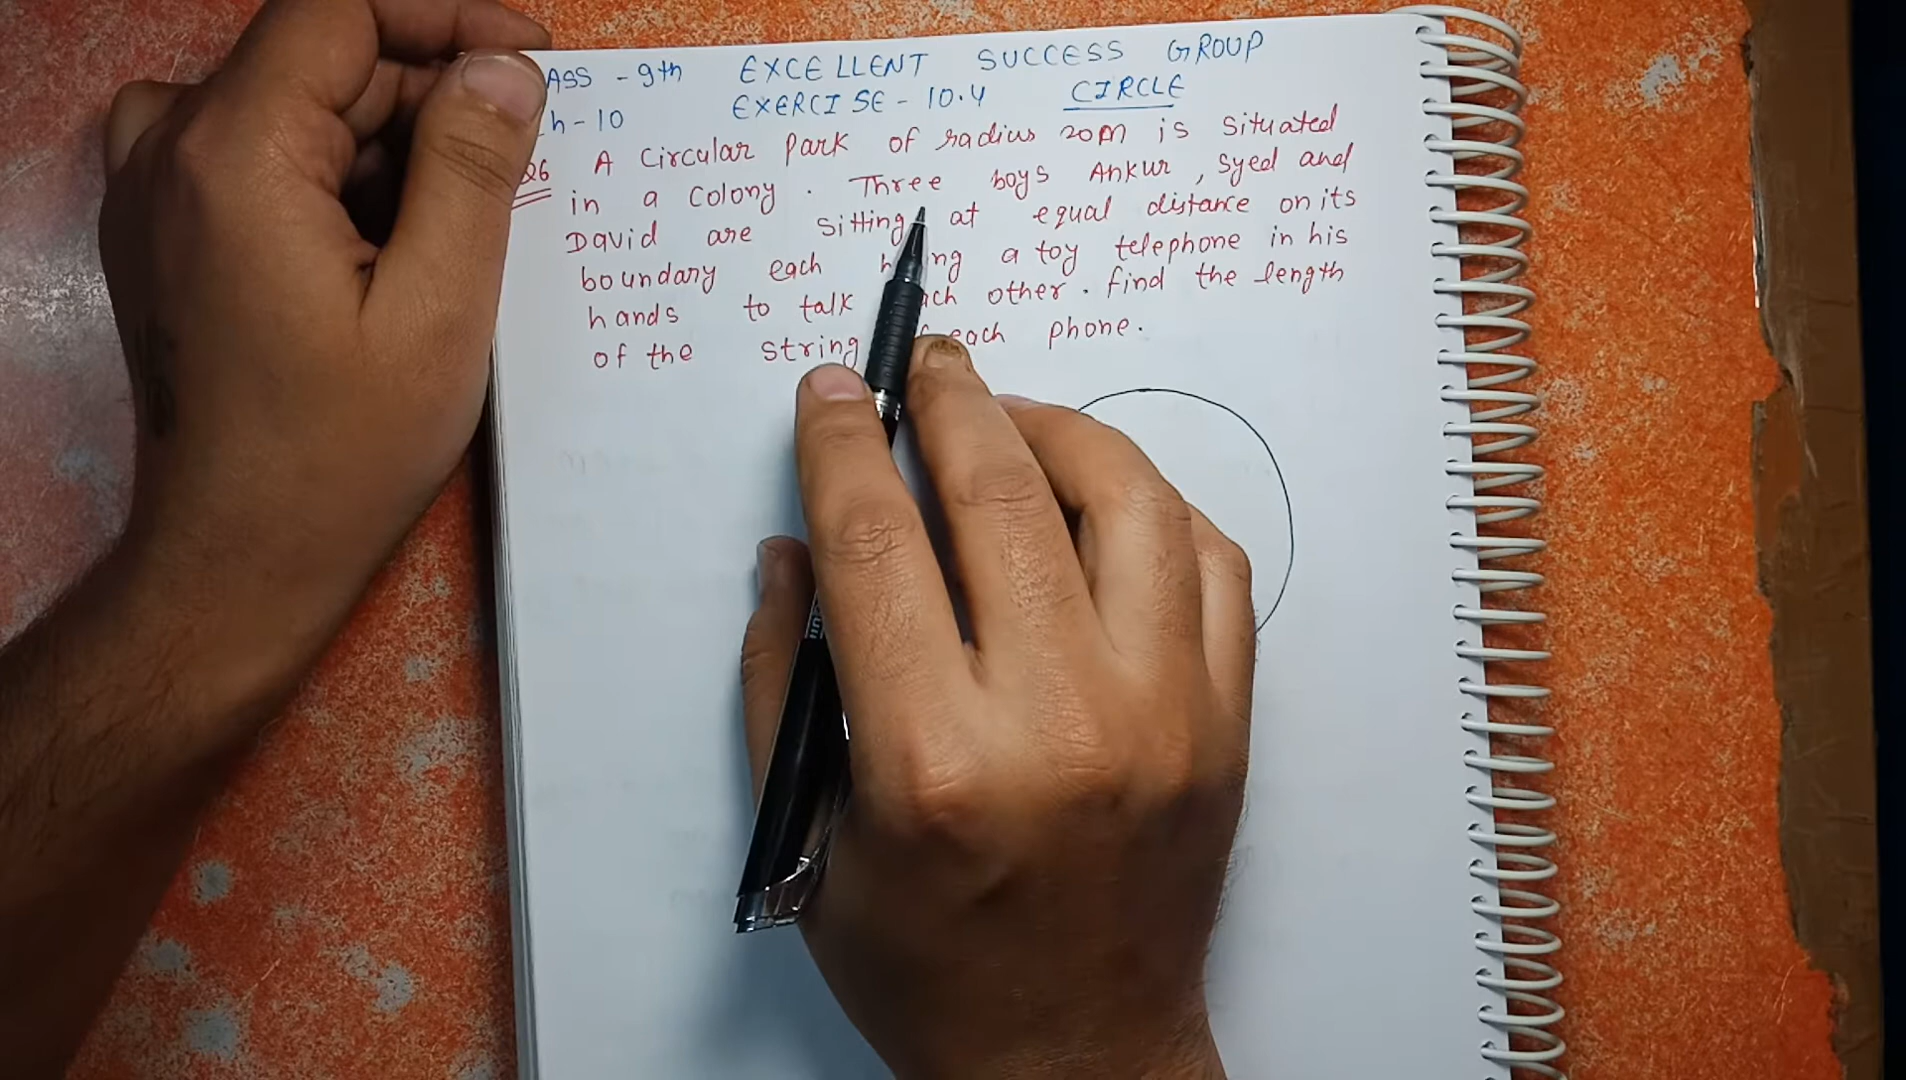 ASS - 9th EXCELLENT SUCCESS GROUP
h - 10 EXERCISE - 10.4 CIRCLE
Q6 A Circular Park of radius 20m is situated
in a Colony . Three boys Ankur , Syed and
David are sitting at equal distance on its
boundary each a toy telephone in his
hands to talk each other . find the length
of the string each phone .